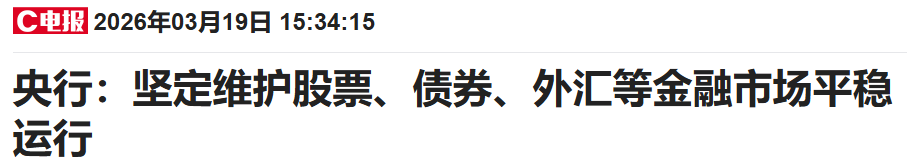 C电报 2026年03月19日 15:34:15
央行：坚定维护股票、债券、外汇等金融市场平稳
运行